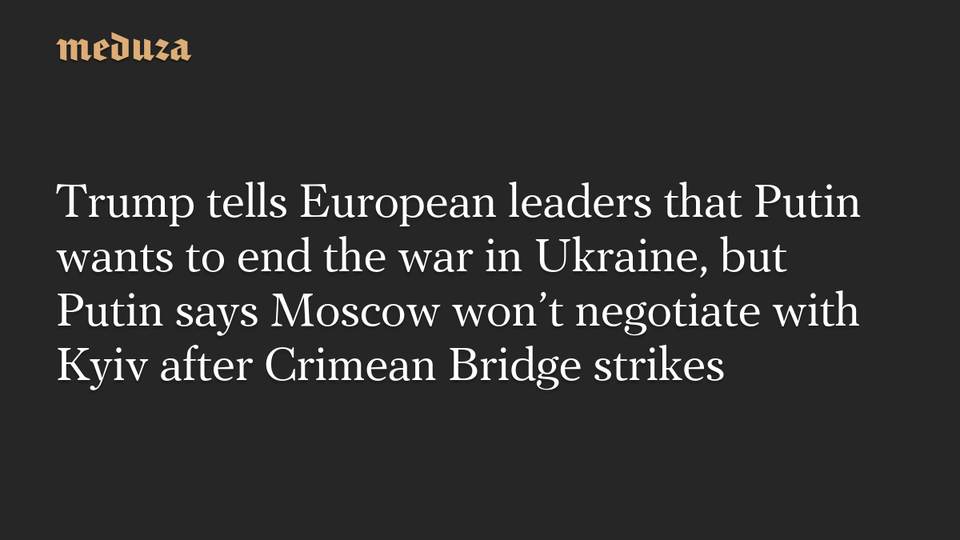 meduza
Trump tells European leaders that Putin
wants to end the war in Ukraine, but
Putin says Moscow won’t negotiate with
Kyiv after Crimean Bridge strikes